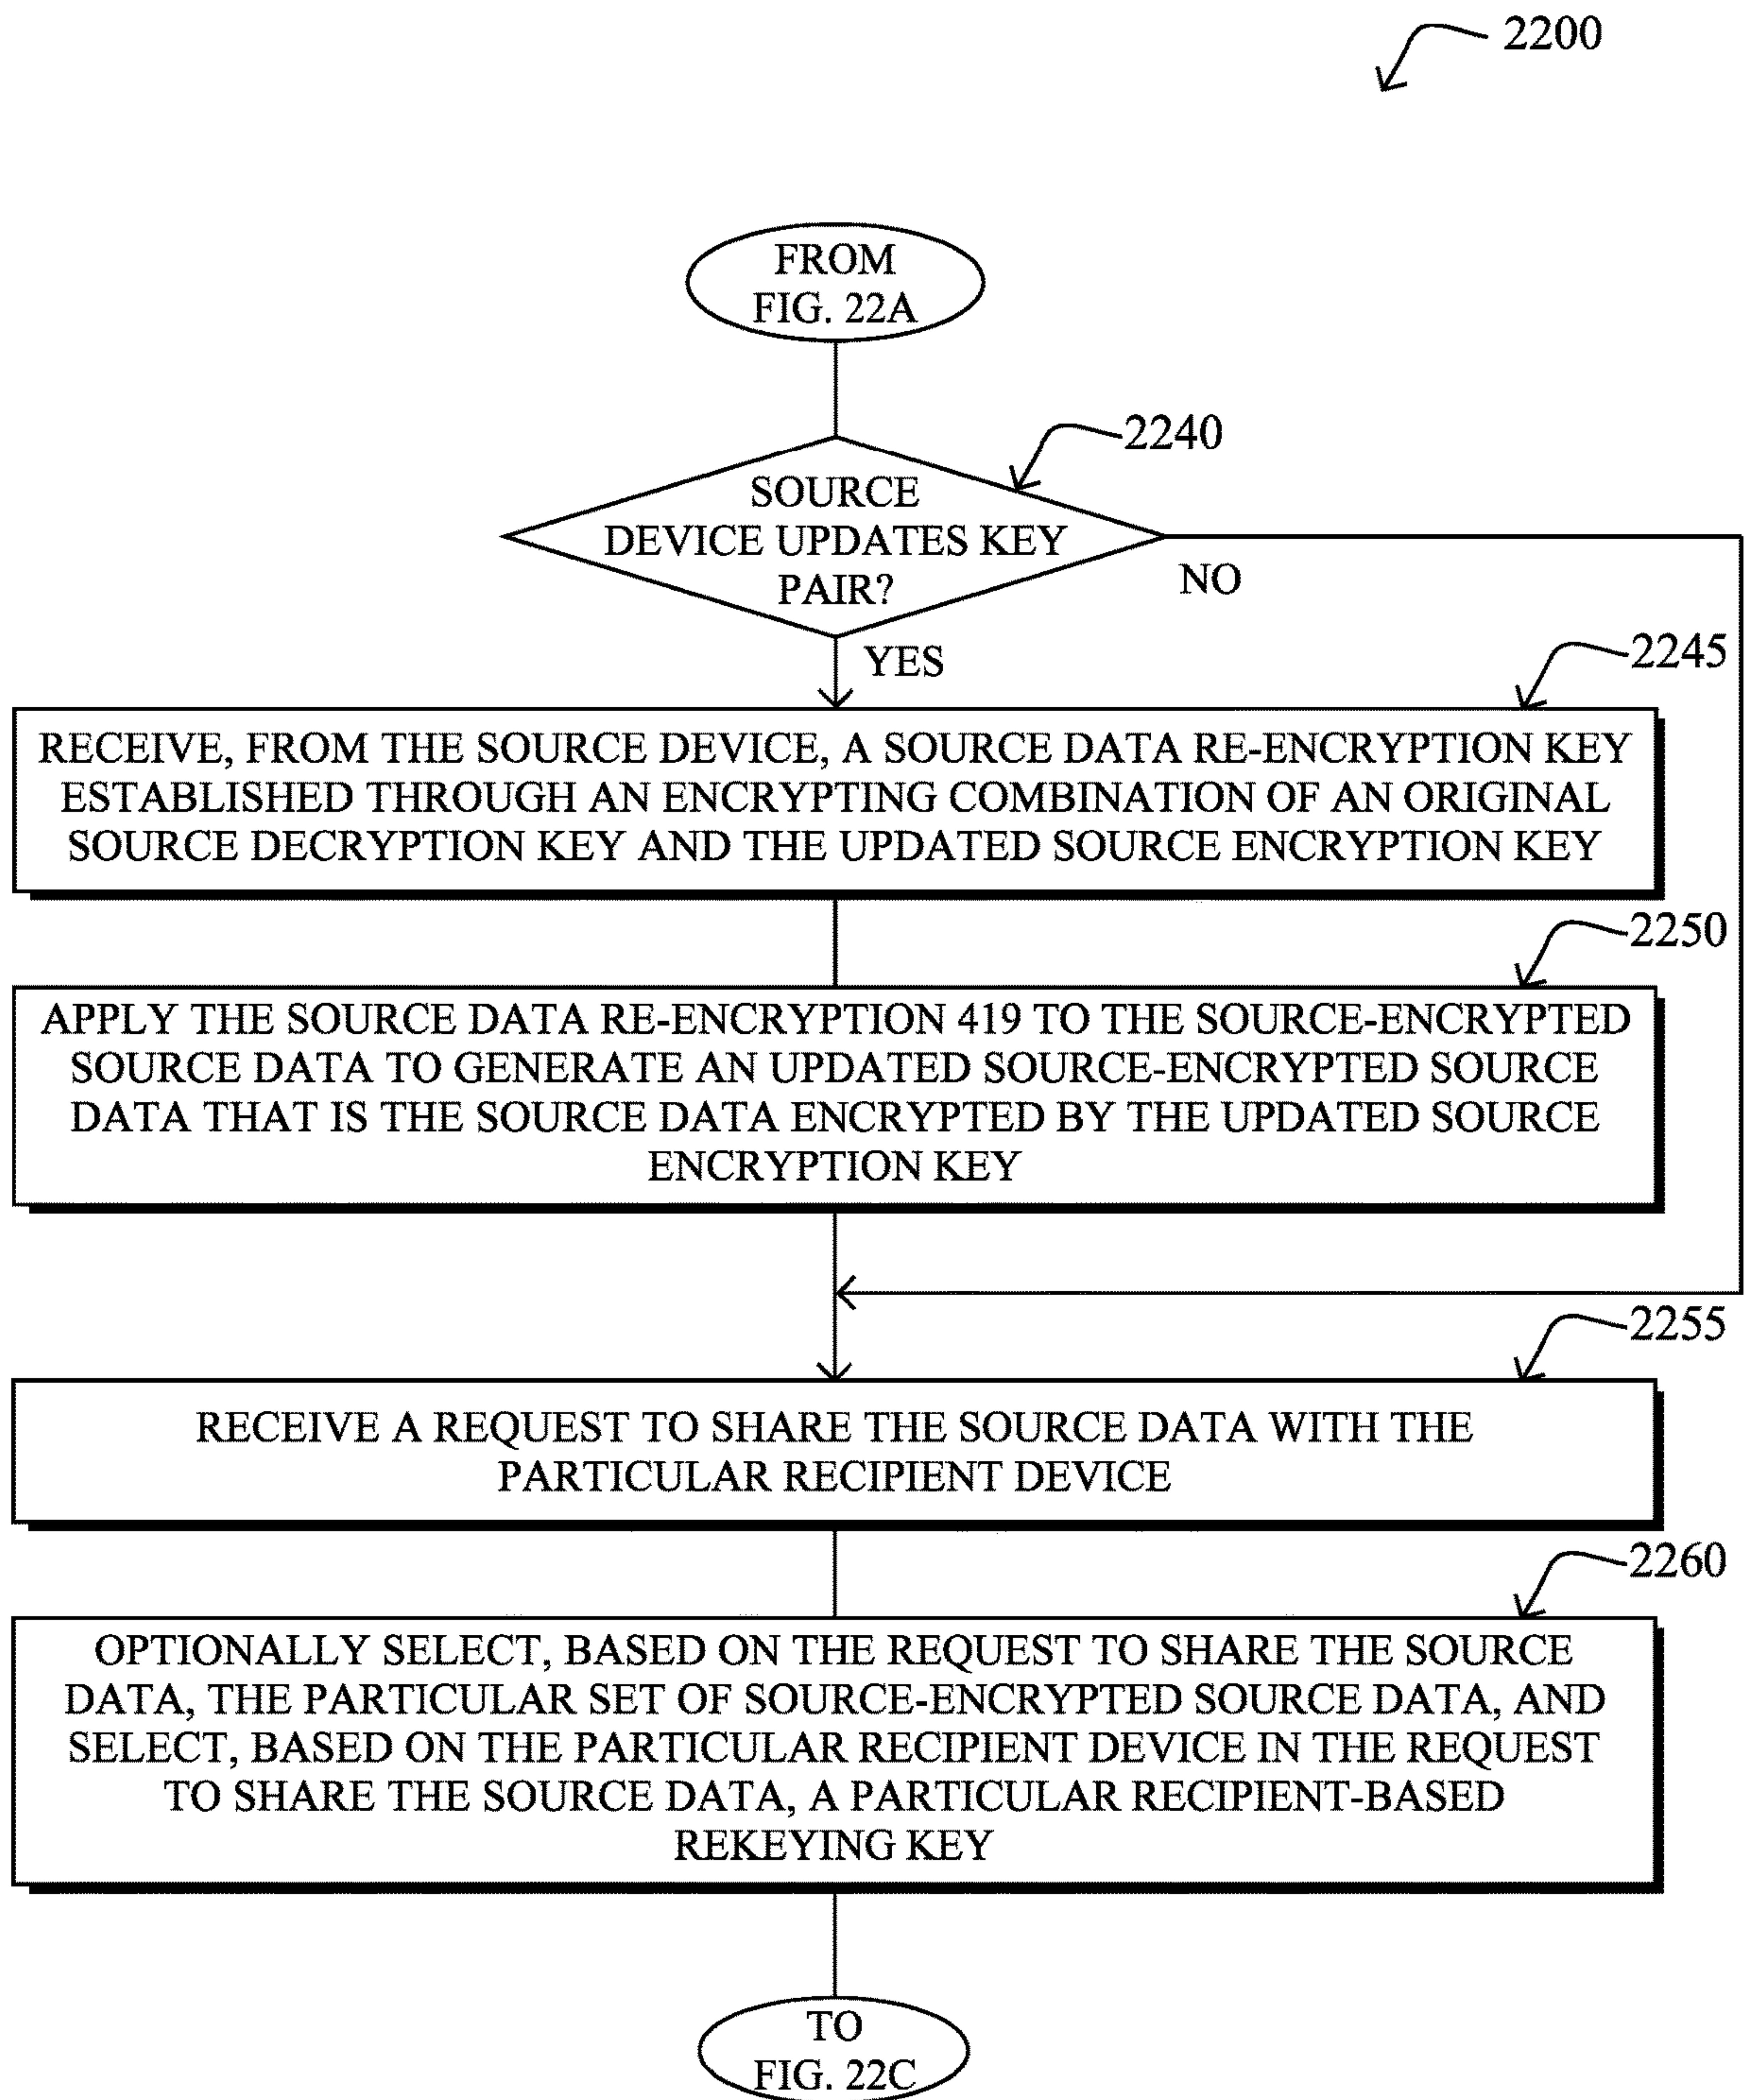 2200
FROM
FIG. 22A
2240
SOURCE
DEVICE UPDATES KEY
PAIR?
NO
YES
2245
RECEIVE, FROM THE SOURCE DEVICE, A SOURCE DATA RE-ENCRYPTION KEY
ESTABLISHED THROUGH AN ENCRYPTING COMBINATION OF AN ORIGINAL
SOURCE DECRYPTION KEY AND THE UPDATED SOURCE ENCRYPTION KEY
2250
APPLY THE SOURCE DATA RE-ENCRYPTION 419 TO THE SOURCE-ENCRYPTED
SOURCE DATA TO GENERATE AN UPDATED SOURCE-ENCRYPTED SOURCE
DATA THAT IS THE SOURCE DATA ENCRYPTED BY THE UPDATED SOURCE
ENCRYPTION KEY
2255
RECEIVE A REQUEST TO SHARE THE SOURCE DATA WITH THE
PARTICULAR RECIPIENT DEVICE
2260
OPTIONALLY SELECT, BASED ON THE REQUEST TO SHARE THE SOURCE
DATA, THE PARTICULAR SET OF SOURCE-ENCRYPTED SOURCE DATA, AND
SELECT, BASED ON THE PARTICULAR RECIPIENT DEVICE IN THE REQUEST
TO SHARE THE SOURCE DATA, A PARTICULAR RECIPIENT-BASED
REKEYING KEY
TO
FIG. 22C